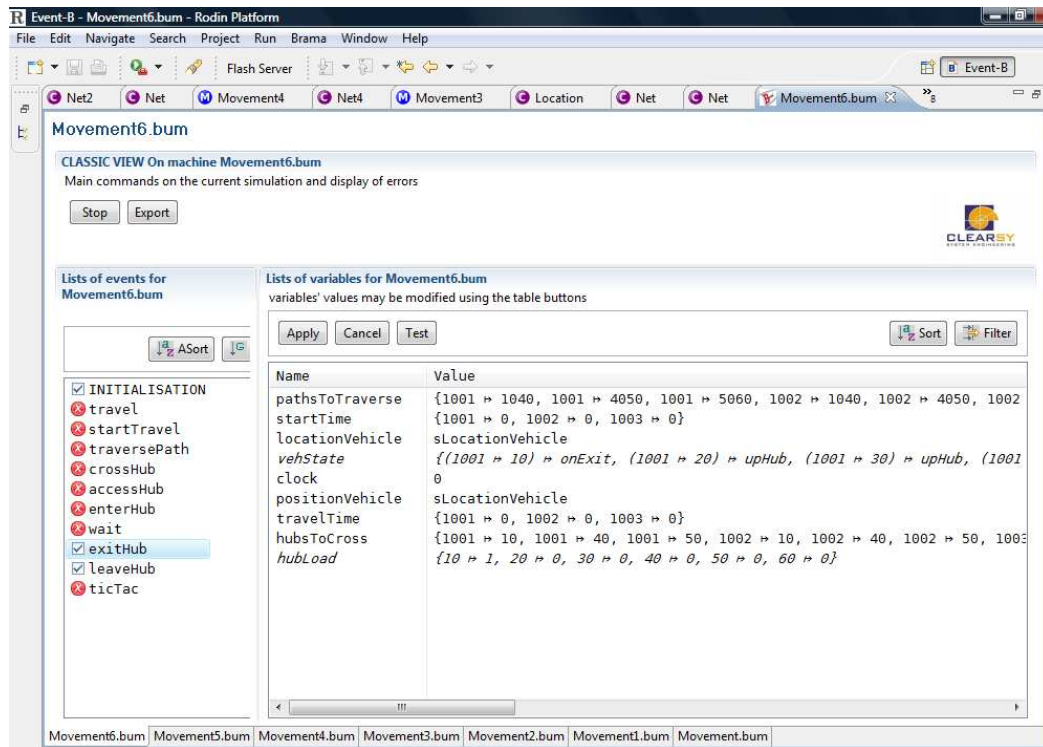 Event-B - Movement6.bum - Rodin Platform
File Edit Navigate Search Project Run Brama Window Help
Flash Server Event-B
Net2 Net Movement4 Net4 Movement3 Location Net Net Movement6.bum »8
Movement6.bum
CLASSIC VIEW On machine Movement6.bum
Main commands on the current simulation and display of errors
Stop Export
CLEARSY
SYSTEM ENGINEERING
Lists of events for
Movement6.bum
ASort
INITIALISATION
travel
startTravel
traversePath
crossHub
accessHub
enterHub
wait
exitHub
leaveHub
ticTac
Lists of variables for Movement6.bum
variables' values may be modified using the table buttons
Apply Cancel Test Sort Filter
Name Value
pathsToTraverse {1001 ↦ 1040, 1001 ↦ 4050, 1001 ↦ 5060, 1002 ↦ 1040, 1002 ↦ 4050, 1002
startTime {1001 ↦ 0, 1002 ↦ 0, 1003 ↦ 0}
locationVehicle sLocationVehicle
vehState {(1001 ↦ 10) ↦ onExit, (1001 ↦ 20) ↦ upHub, (1001 ↦ 30) ↦ upHub, (1001
clock 0
positionVehicle sLocationVehicle
travelTime {1001 ↦ 0, 1002 ↦ 0, 1003 ↦ 0}
hubsToCross {1001 ↦ 10, 1001 ↦ 40, 1001 ↦ 50, 1002 ↦ 10, 1002 ↦ 40, 1002 ↦ 50, 1003
hubLoad {10 ↦ 1, 20 ↦ 0, 30 ↦ 0, 40 ↦ 0, 50 ↦ 0, 60 ↦ 0}
Movement6.bum Movement5.bum Movement4.bum Movement3.bum Movement2.bum Movement1.bum Movement.bum